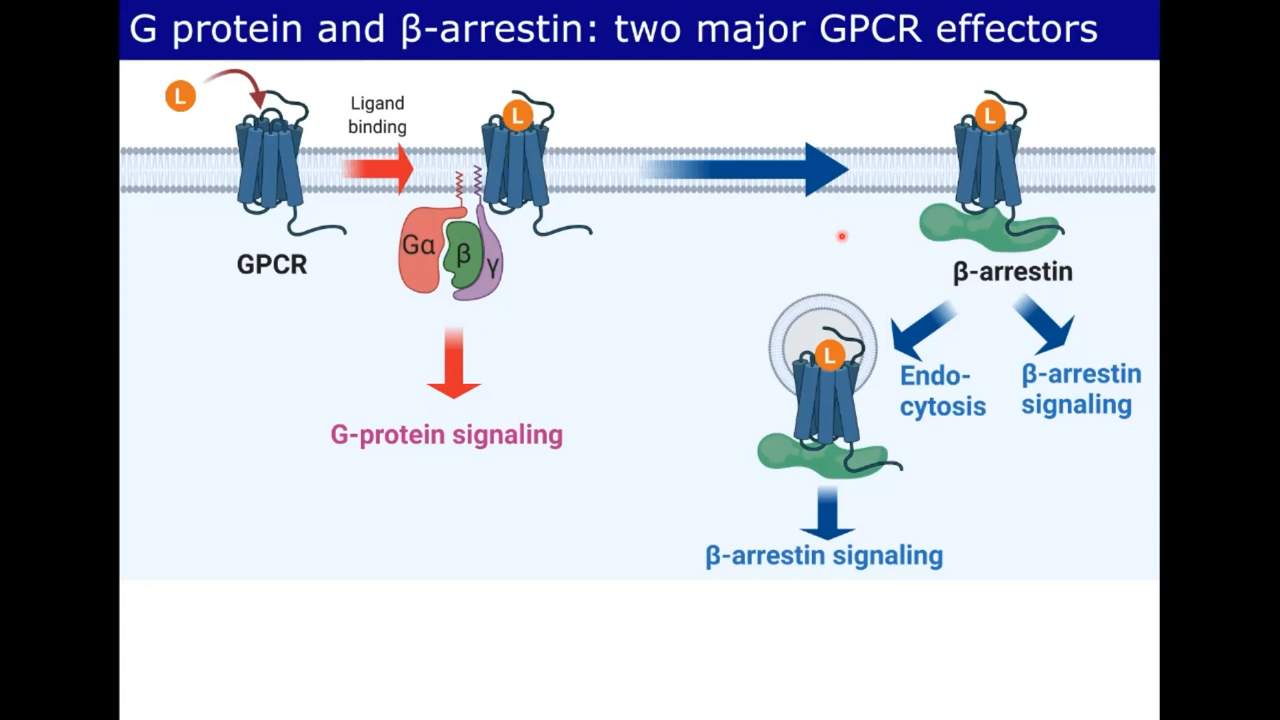 G protein and β-arrestin: two major GPCR effectors
L
Ligand
binding
L
L
GPCR
Gα
β
γ
β-arrestin
G-protein signaling
L
Endo-
cytosis
β-arrestin
signaling
β-arrestin signaling